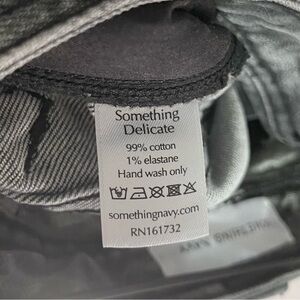 Something
Delicate
99% cotton
1% elastane
Hand wash only
somethingnavy.com
RN161732